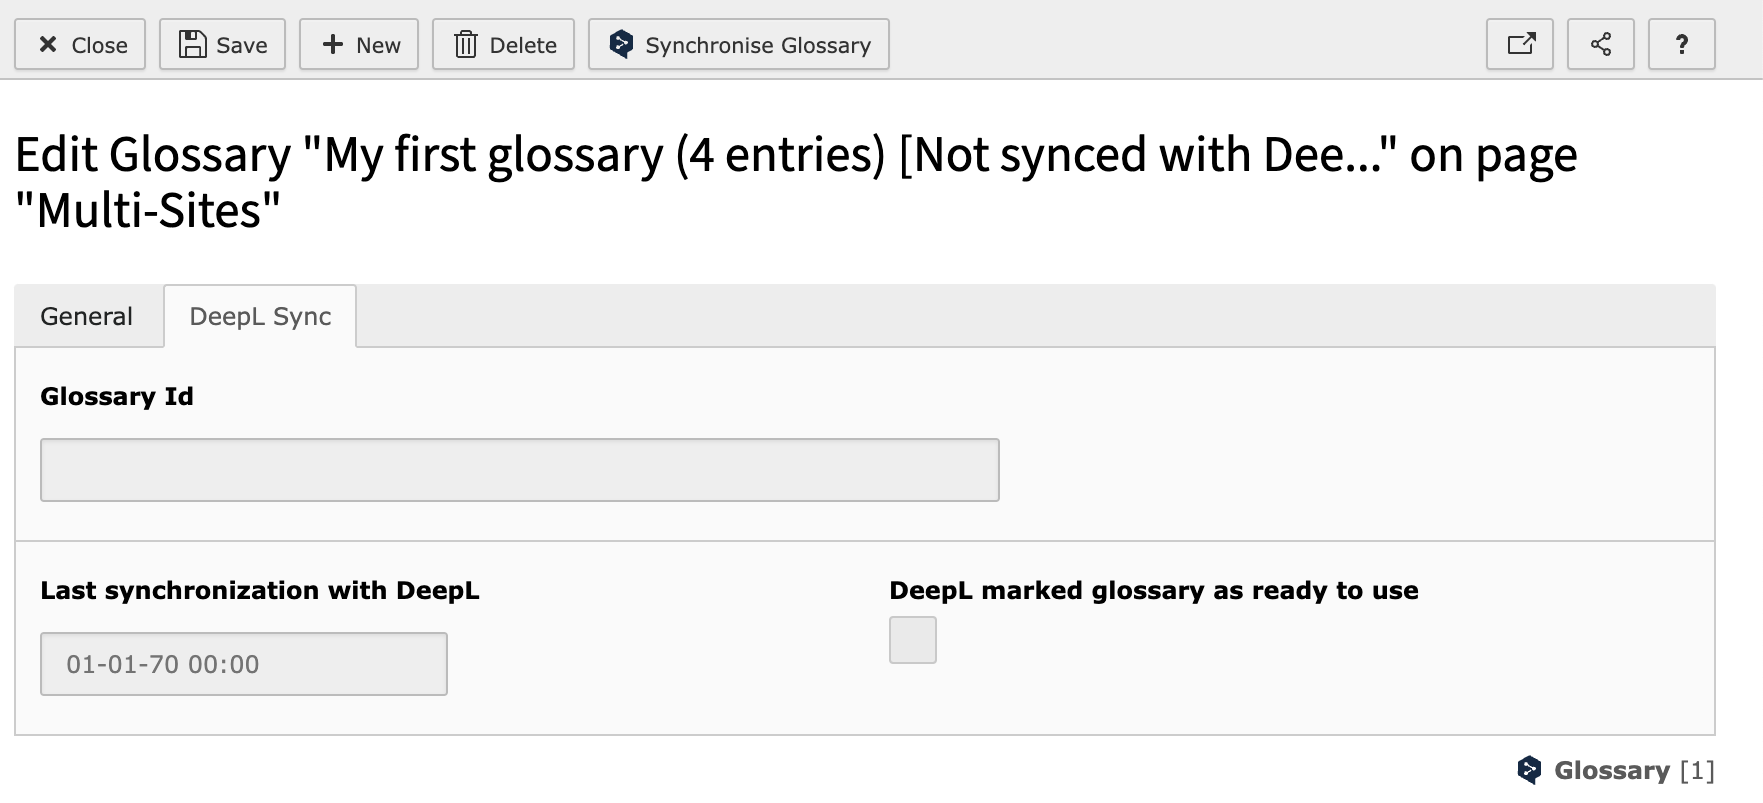 Close Save New Delete Synchronise Glossary ?
Edit Glossary "My first glossary (4 entries) [Not synced with Dee..." on page
"Multi-Sites"
General DeepL Sync
Glossary Id
Last synchronization with DeepL DeepL marked glossary as ready to use
01-01-70 00:00
Glossary [1]